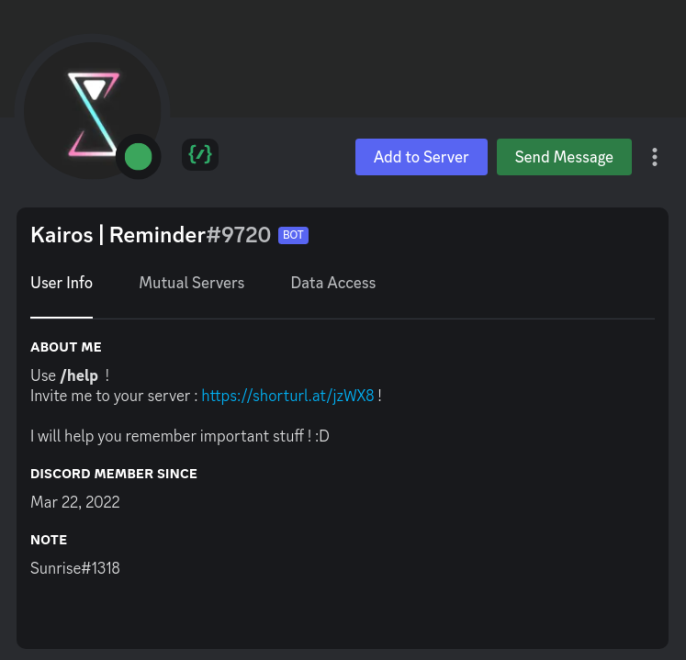 {/}
Add to Server
Send Message
Kairos | Reminder#9720 BOT
User Info
Mutual Servers
Data Access
ABOUT ME
Use /help !
Invite me to your server : https://shorturl.at/jzWX8 !
I will help you remember important stuff ! :D
DISCORD MEMBER SINCE
Mar 22, 2022
NOTE
Sunrise#1318